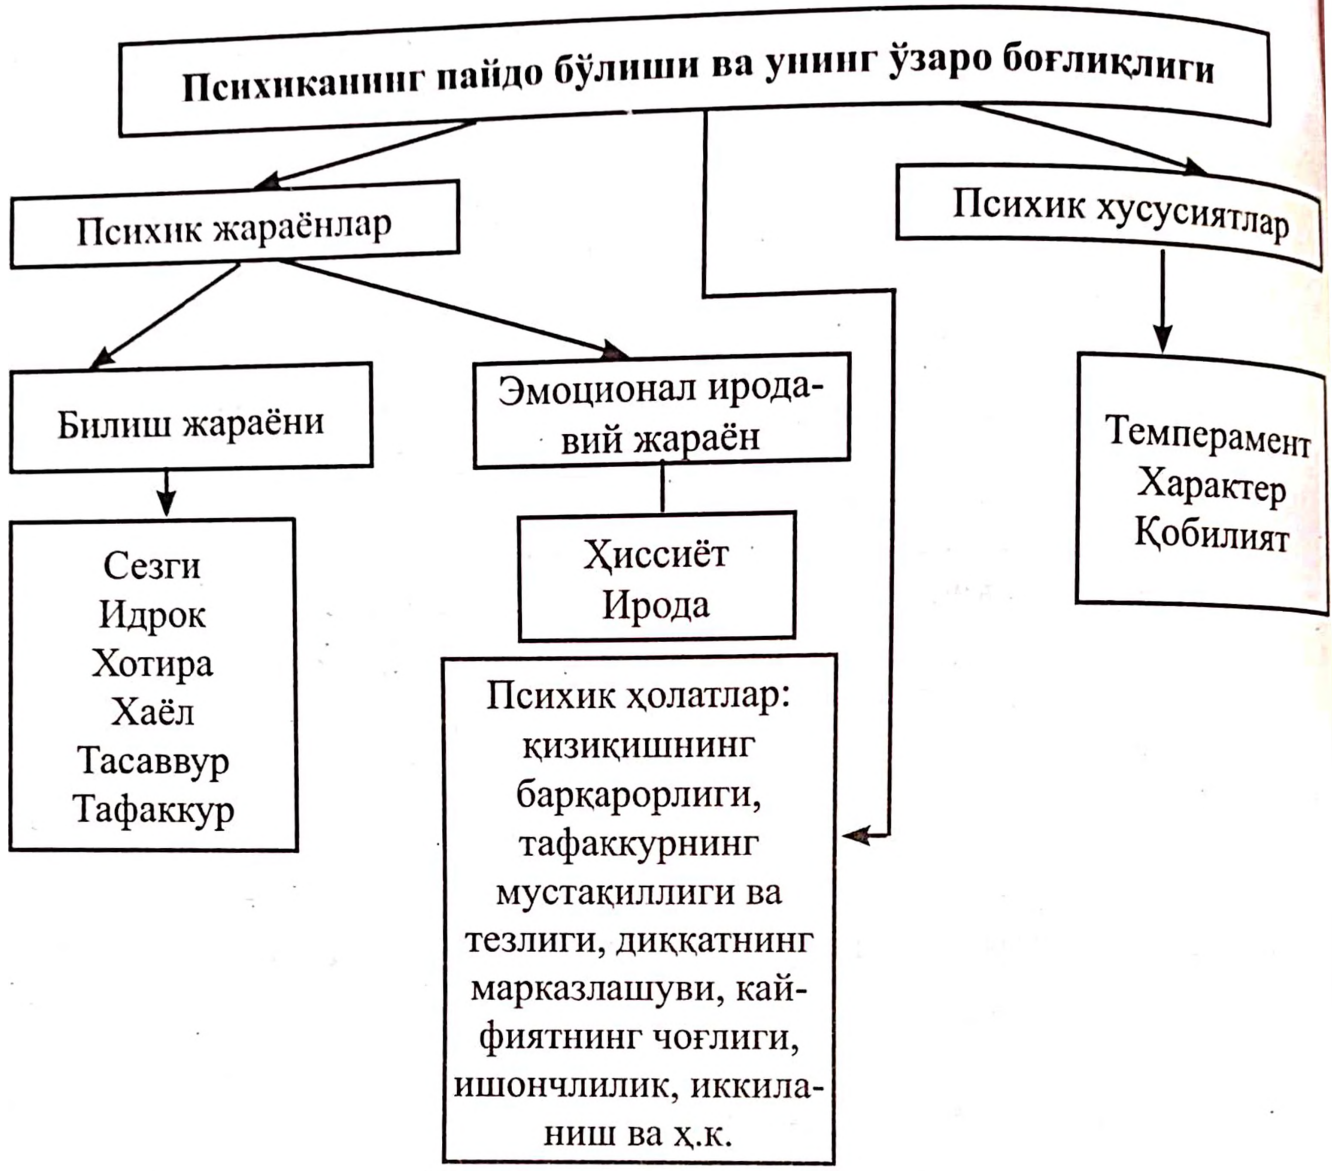 Психиканинг пайдо бўлиши ва унинг ўзаро боғлиқлиги
Психик жараёнлар
Психик хусусиятлар
Билиш жараёни
Эмоционал ирода-
вий жараён
Темперамент
Характер
Қобилият
Сезги
Идрок
Хотира
Хаёл
Тасаввур
Тафаккур
Ҳиссиёт
Ирода
Психик ҳолатлар:
қизиқишнинг
барқарорлиги,
тафаккурнинг
мустақиллиги ва
тезлиги, диққатнинг
марказлашуви, кай-
фиятнинг чоғлиги,
ишончлилик, иккила-
ниш ва ҳ.к.